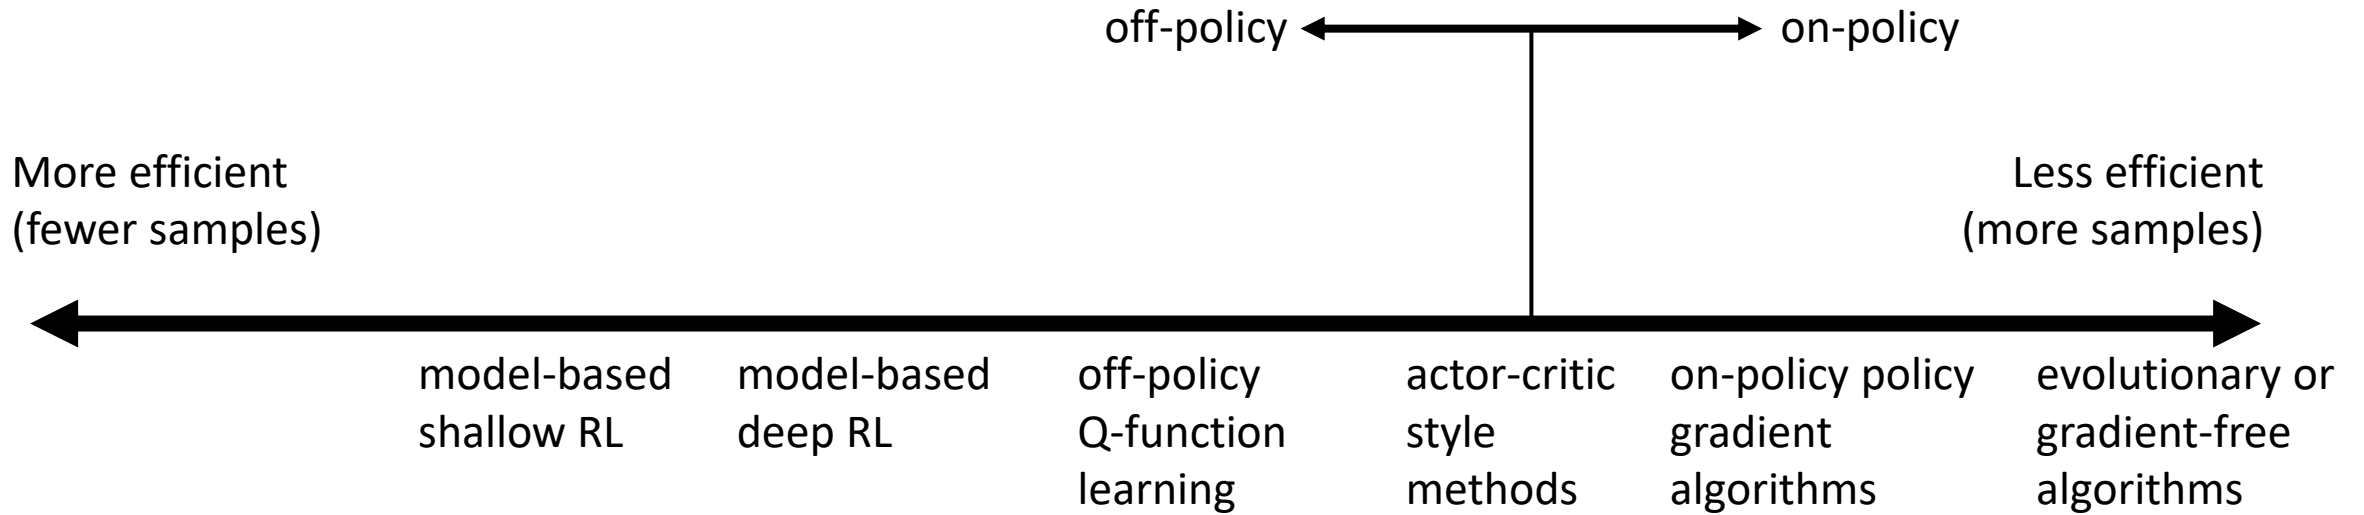 off-policy
on-policy
More efficient
(fewer samples)
Less efficient
(more samples)
model-based
shallow RL
model-based
deep RL
off-policy
Q-function
learning
actor-critic
style
methods
on-policy policy
gradient
algorithms
evolutionary or
gradient-free
algorithms